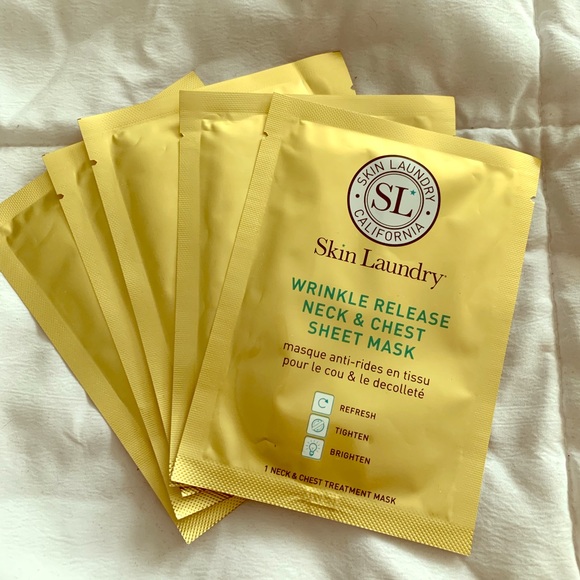 SKIN LAUNDRY
SL
CALIFORNIA
Skin Laundry™
WRINKLE RELEASE
NECK & CHEST
SHEET MASK
masque anti-rides en tissu
pour le cou & le decolleté
REFRESH
TIGHTEN
BRIGHTEN
1 NECK & CHEST TREATMENT MASK